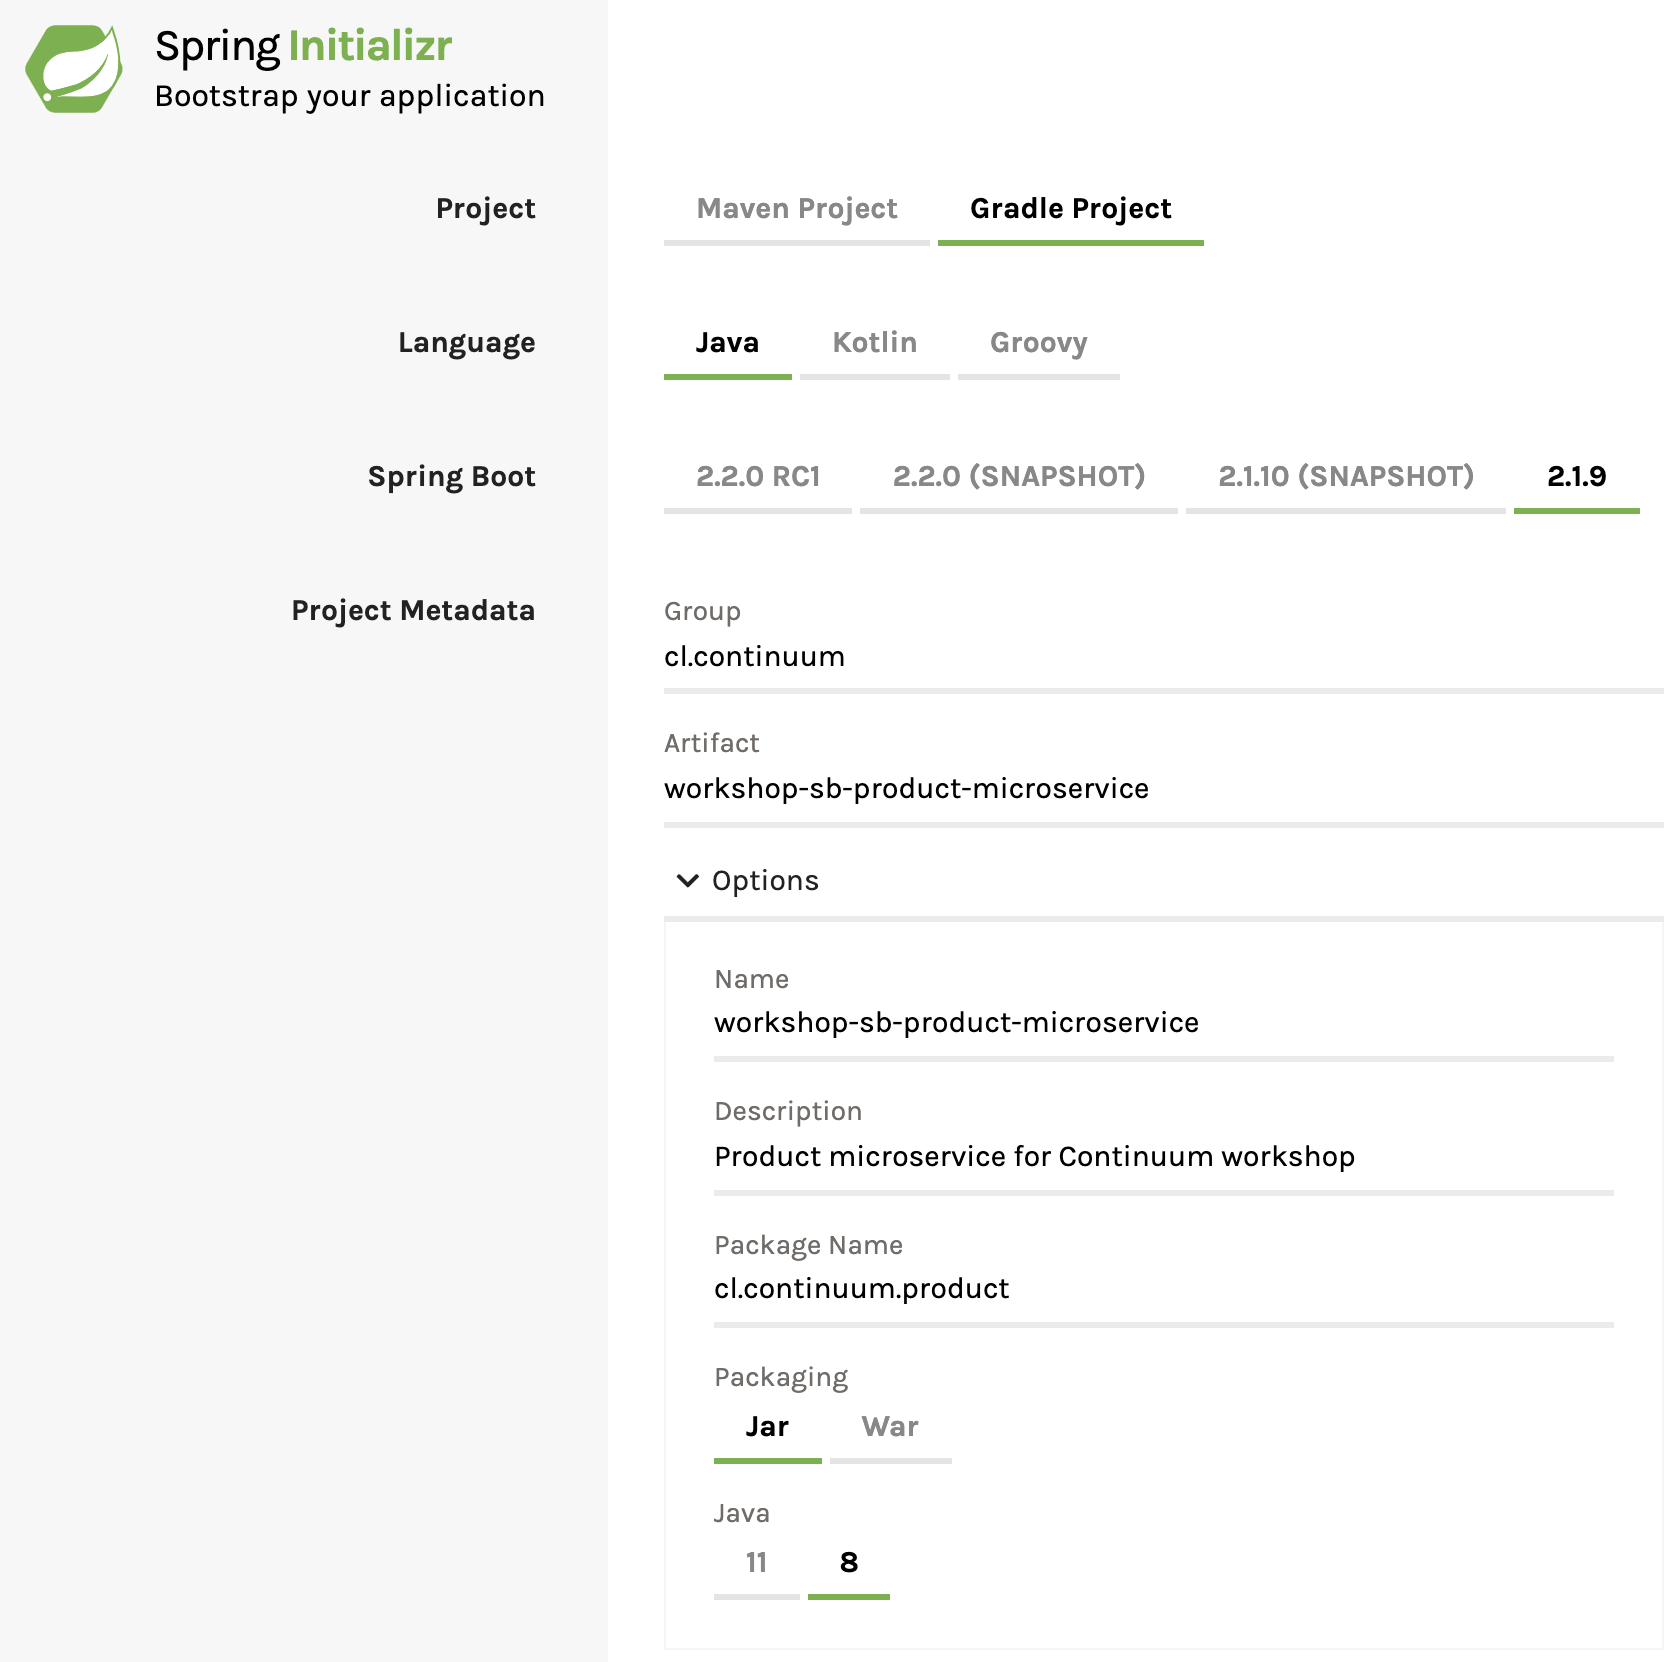 Spring Initializr
Bootstrap your application
Project
Maven Project Gradle Project
Language
Java Kotlin Groovy
Spring Boot
2.2.0 RC1 2.2.0 (SNAPSHOT) 2.1.10 (SNAPSHOT) 2.1.9
Project Metadata
Group
cl.continuum
Artifact
workshop-sb-product-microservice
Options
Name
workshop-sb-product-microservice
Description
Product microservice for Continuum workshop
Package Name
cl.continuum.product
Packaging
Jar War
Java
11 8